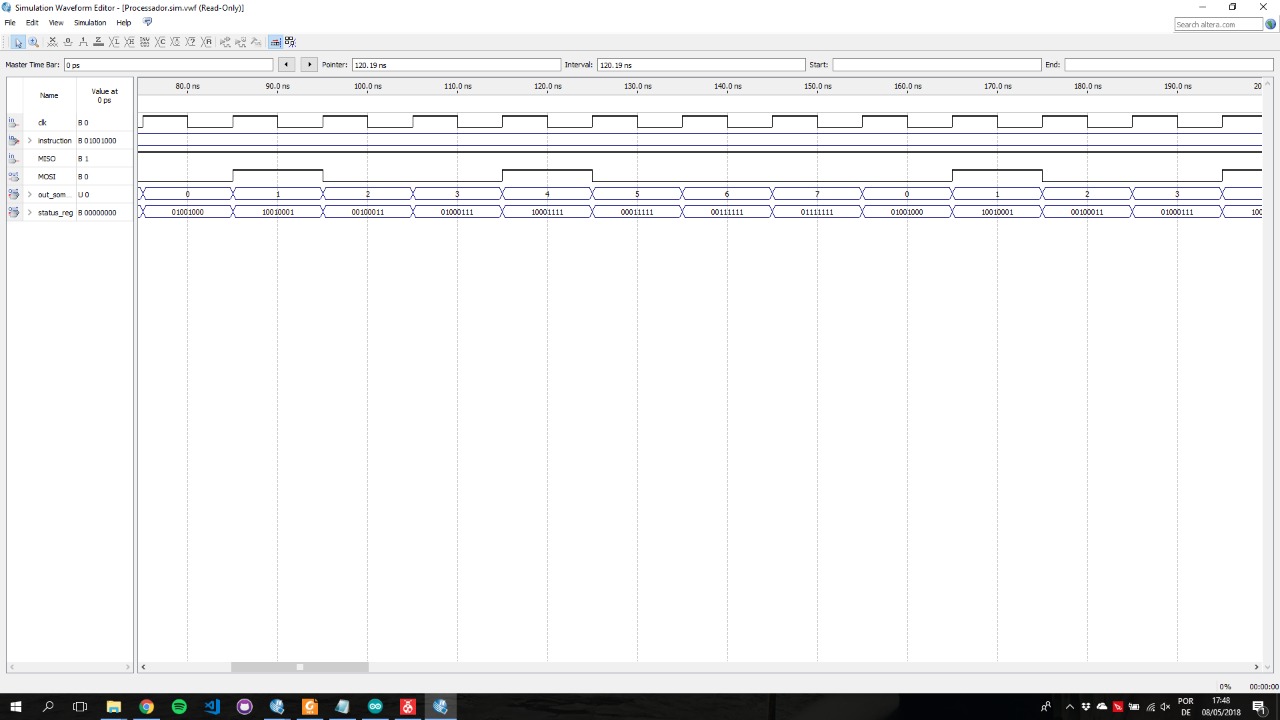 Simulation Waveform Editor - [Processador.sim.vwf (Read-Only)]
File Edit View Simulation Help
Search altera.com
Master Time Bar: 0 ps Pointer: 120.19 ns Interval: 120.19 ns Start: End:
Name Value at 0 ps
80.0 ns 90.0 ns 100.0 ns 110.0 ns 120.0 ns 130.0 ns 140.0 ns 150.0 ns 160.0 ns 170.0 ns 180.0 ns 190.0 ns 20
clk B 0
instruction B 01001000
MISO B 1
MOSI B 0
out_som... U 0 0 1 2 3 4 5 6 7 0 1 2 3
status_reg B 00000000 01001000 10010001 00100011 01000111 10001111 00011111 00111111 01111111 01001000 10010001 00100011 01000111 100
0% 00:00:00
POR 17:48
DE 08/05/2018